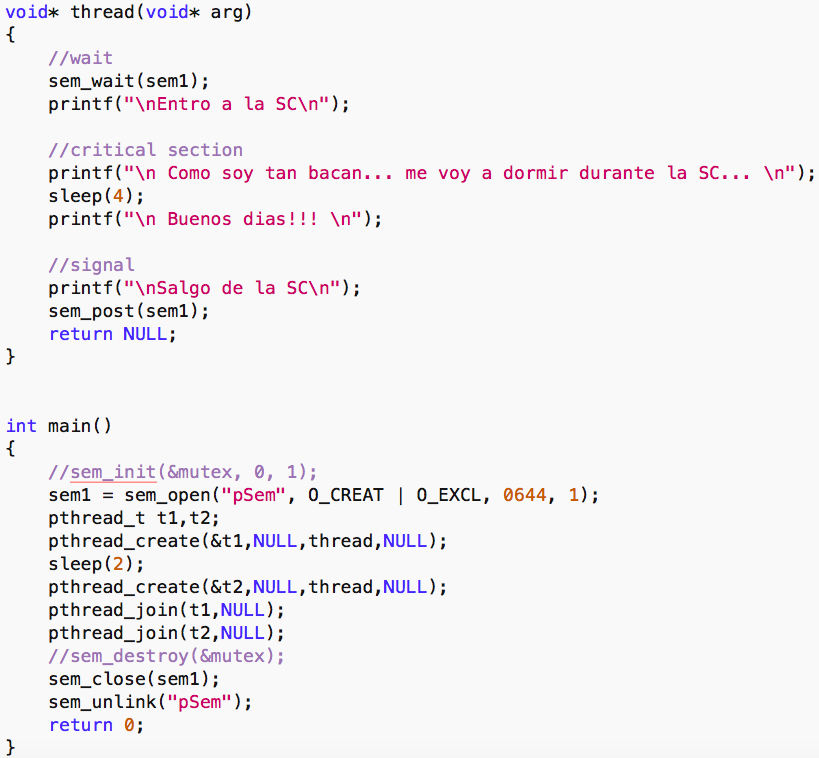 void* thread(void* arg)
{
    //wait
    sem_wait(sem1);
    printf("\nEntro a la SC\n");

    //critical section
    printf("\n Como soy tan bacan... me voy a dormir durante la SC... \n");
    sleep(4);
    printf("\n Buenos dias!!! \n");

    //signal
    printf("\nSalgo de la SC\n");
    sem_post(sem1);
    return NULL;
}


int main()
{
    //sem_init(&mutex, 0, 1);
    sem1 = sem_open("pSem", O_CREAT | O_EXCL, 0644, 1);
    pthread_t t1,t2;
    pthread_create(&t1,NULL,thread,NULL);
    sleep(2);
    pthread_create(&t2,NULL,thread,NULL);
    pthread_join(t1,NULL);
    pthread_join(t2,NULL);
    //sem_destroy(&mutex);
    sem_close(sem1);
    sem_unlink("pSem");
    return 0;
}